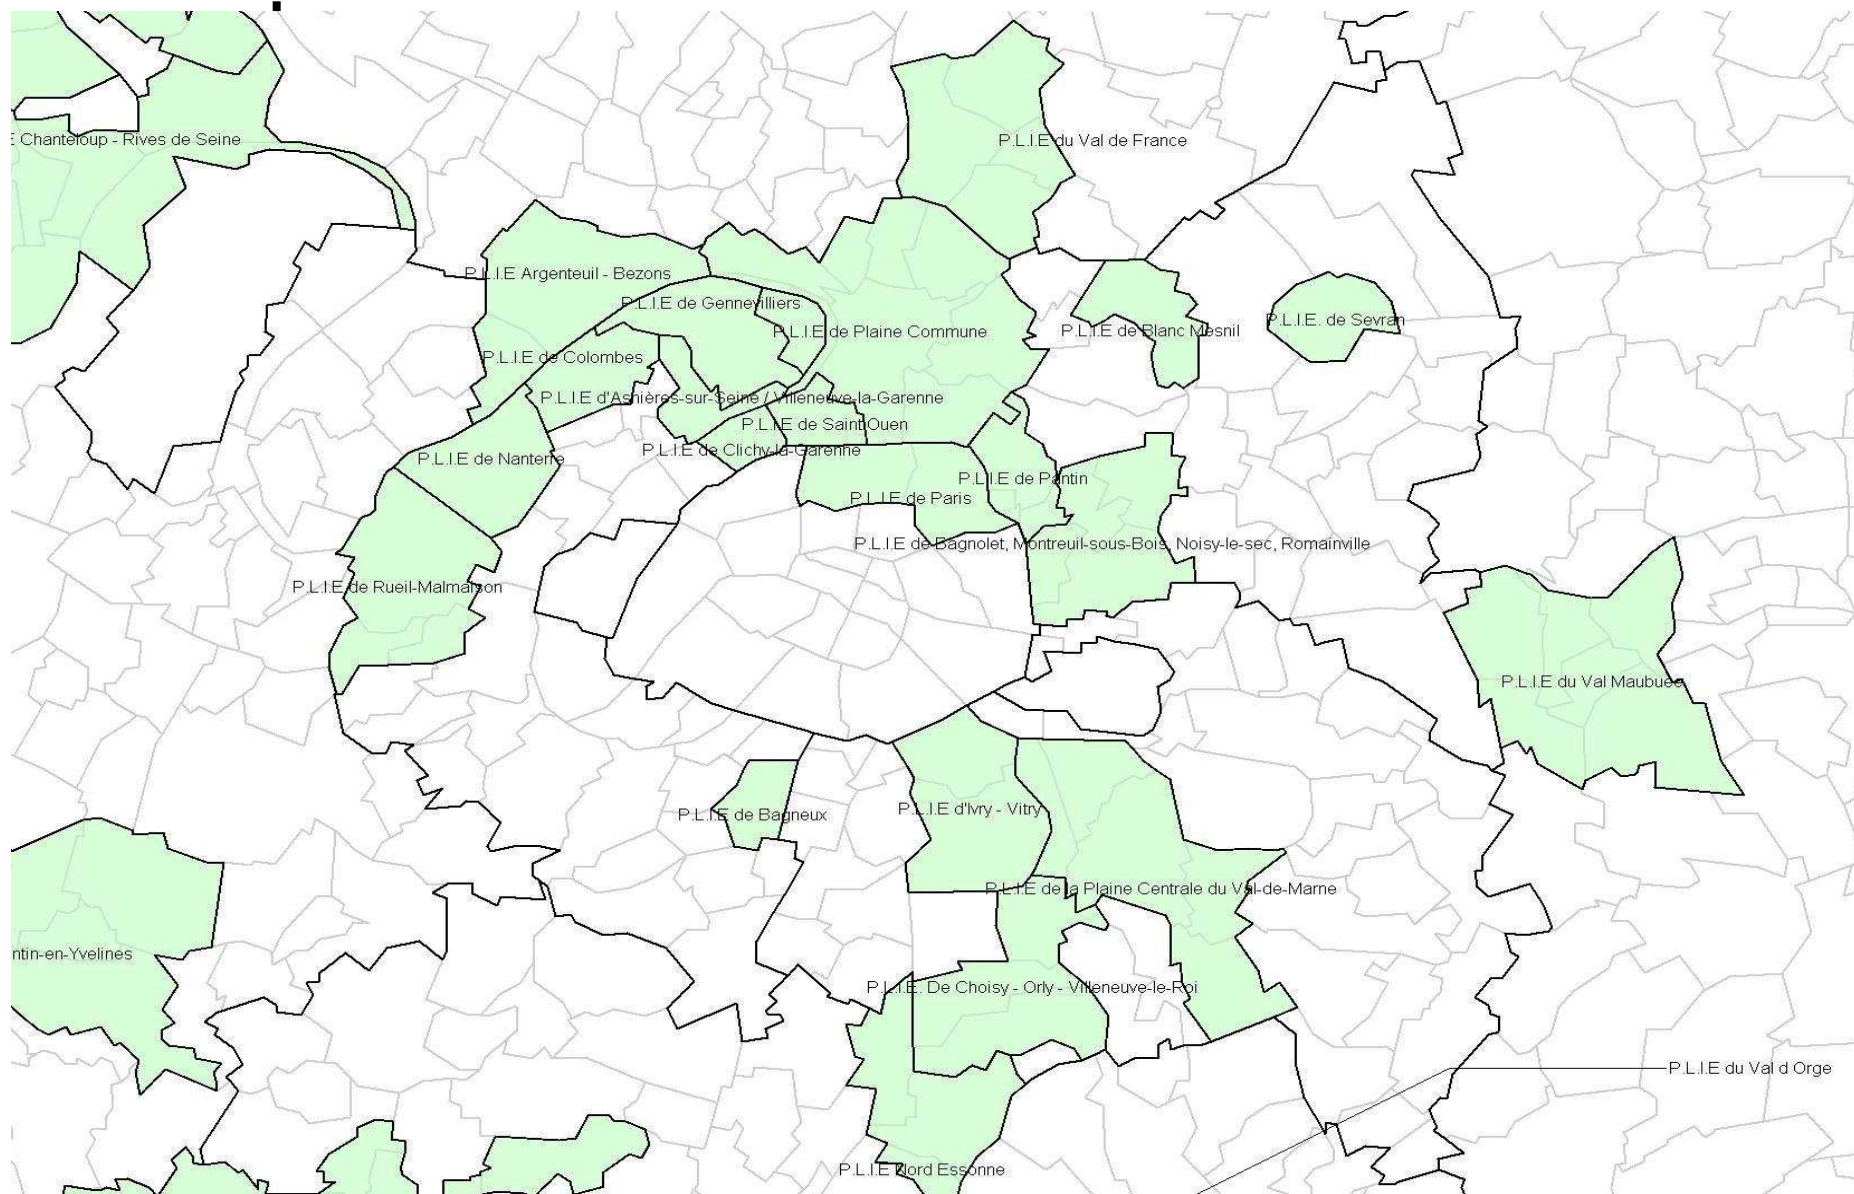 E Chanteloup - Rives de Seine
P.L.I.E du Val de France
P.L.I.E Argenteuil - Bezons
P.L.I.E de Gennevilliers
P.L.I.E. de Sevran
P.L.I.E de Plaine Commune
P.L.I.E de Blanc Mesnil
P.L.I.E de Colombes
P.L.I.E d'Asnières-sur-Seine / Villeneuve-la-Garenne
P.L.I.E de Saint Ouen
P.L.I.E de Clichy-la-Garenne
P.L.I.E de Nanterre
P.L.I.E de Pantin
P.L.I.E de Paris
P.L.I.E de Bagnolet, Montreuil-sous-Bois, Noisy-le-sec, Romainville
P.L.I.E de Rueil-Malmaison
P.L.I.E du Val Maubuée
P.L.I.E d'Ivry - Vitry
P.L.I.E de Bagneux
P.L.I.E de la Plaine Centrale du Val-de-Marne
ntin-en-Yvelines
P.L.I.E. De Choisy - Orly - Villeneuve-le-Roi
P.L.I.E du Val d Orge
P.L.I.E Nord Essonne